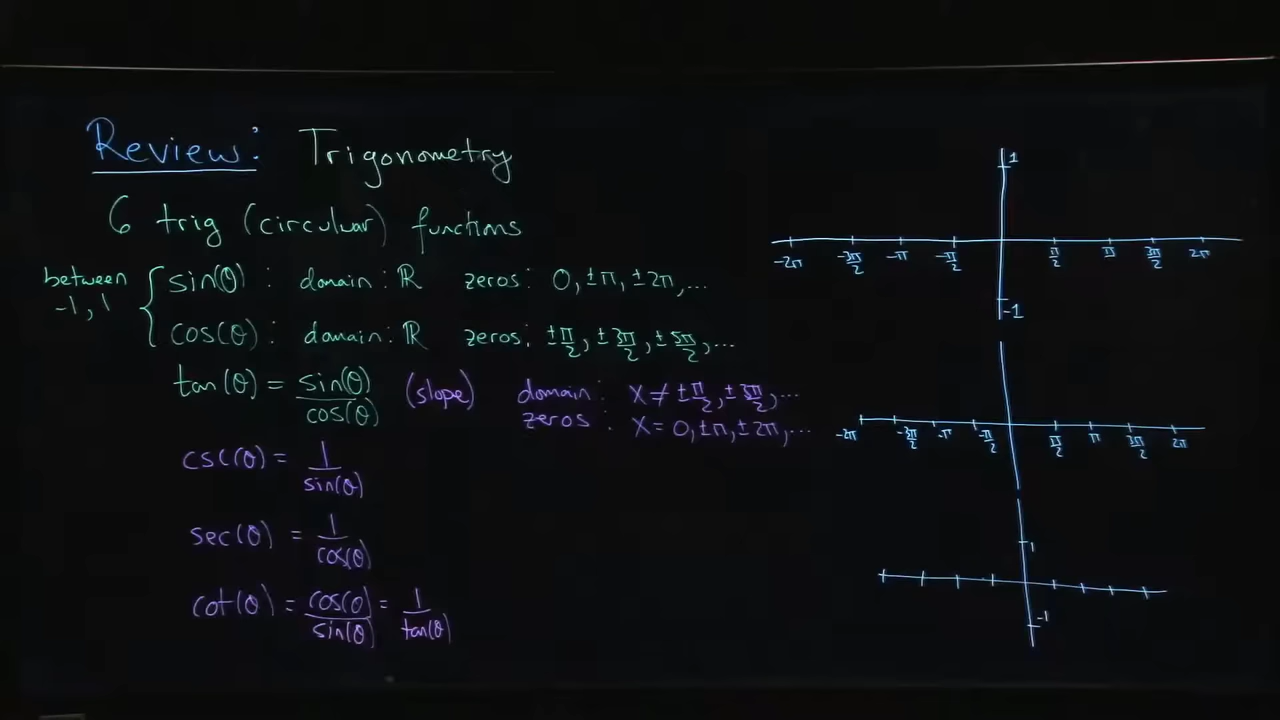 Review: Trigonometry
6 trig (circular) functions
between -1, 1
sin(θ) : domain : ℝ zeros : 0, ±π, ±2π, ...
cos(θ) : domain : ℝ zeros : ±π/2, ±3π/2, ±5π/2, ...
tan(θ) = sin(θ)/cos(θ) (slope) domain : x ≠ ±π/2, ±3π/2, ...
zeros : x = 0, ±π, ±2π, ...
csc(θ) = 1/sin(θ)
sec(θ) = 1/cos(θ)
cot(θ) = cos(θ)/sin(θ) = 1/tan(θ)
1
-2π -3π/2 -π -π/2 π/2 π 3π/2 2π
-1
-2π -3π/2 -π -π/2 π/2 π 3π/2 2π
1
-1